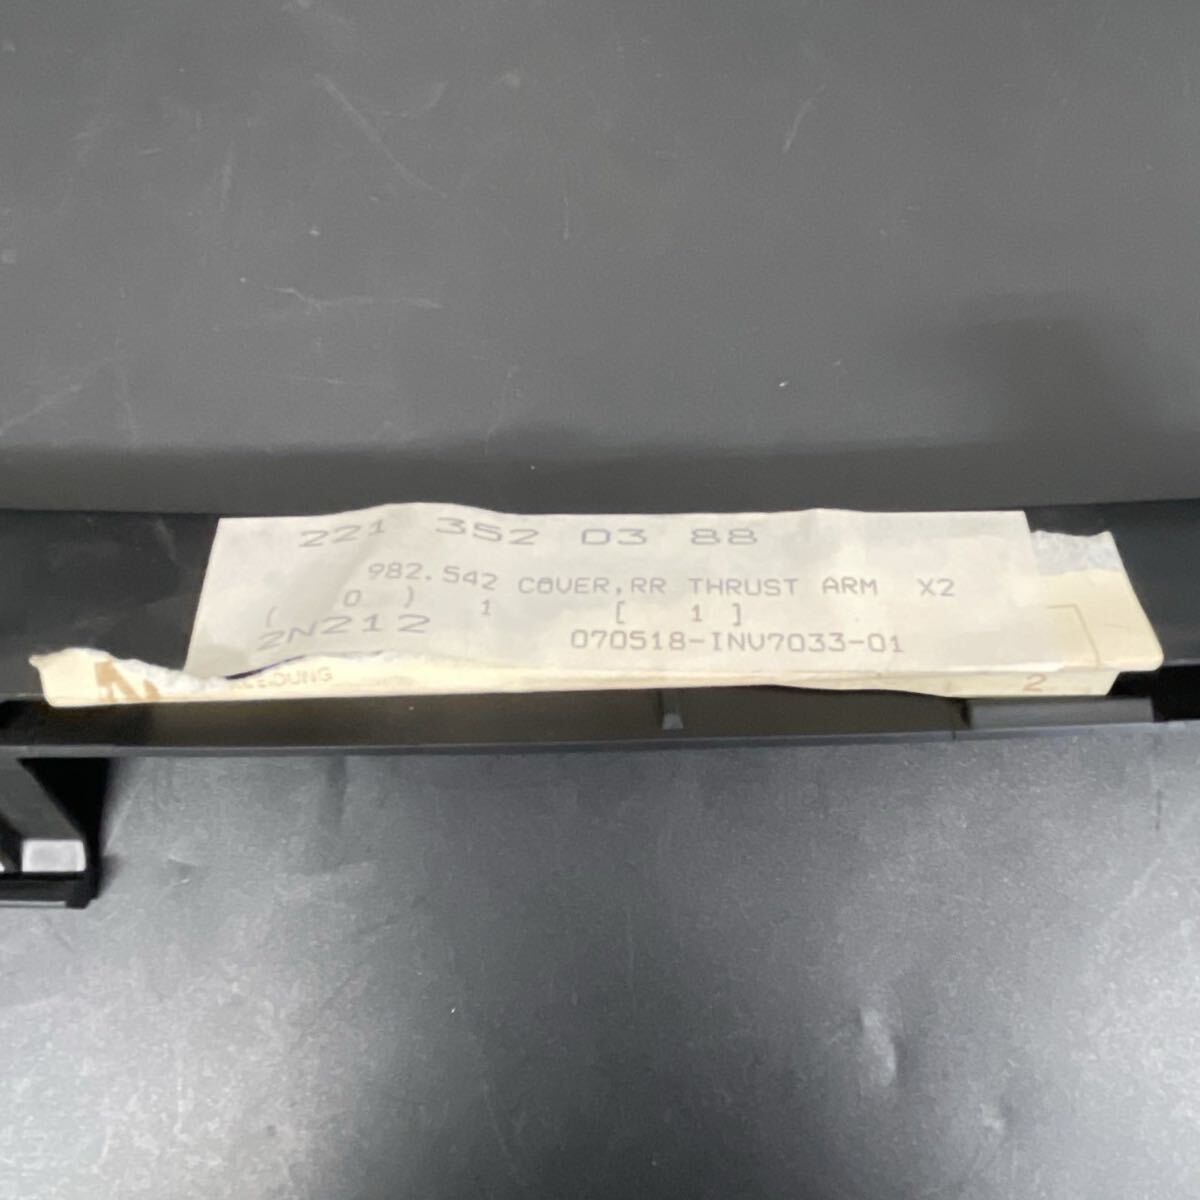 221 352 03 88
982.542 COVER,RR THRUST ARM X2
( 0 ) 1 [ 1 ]
2N212 070518-INV7033-01
2